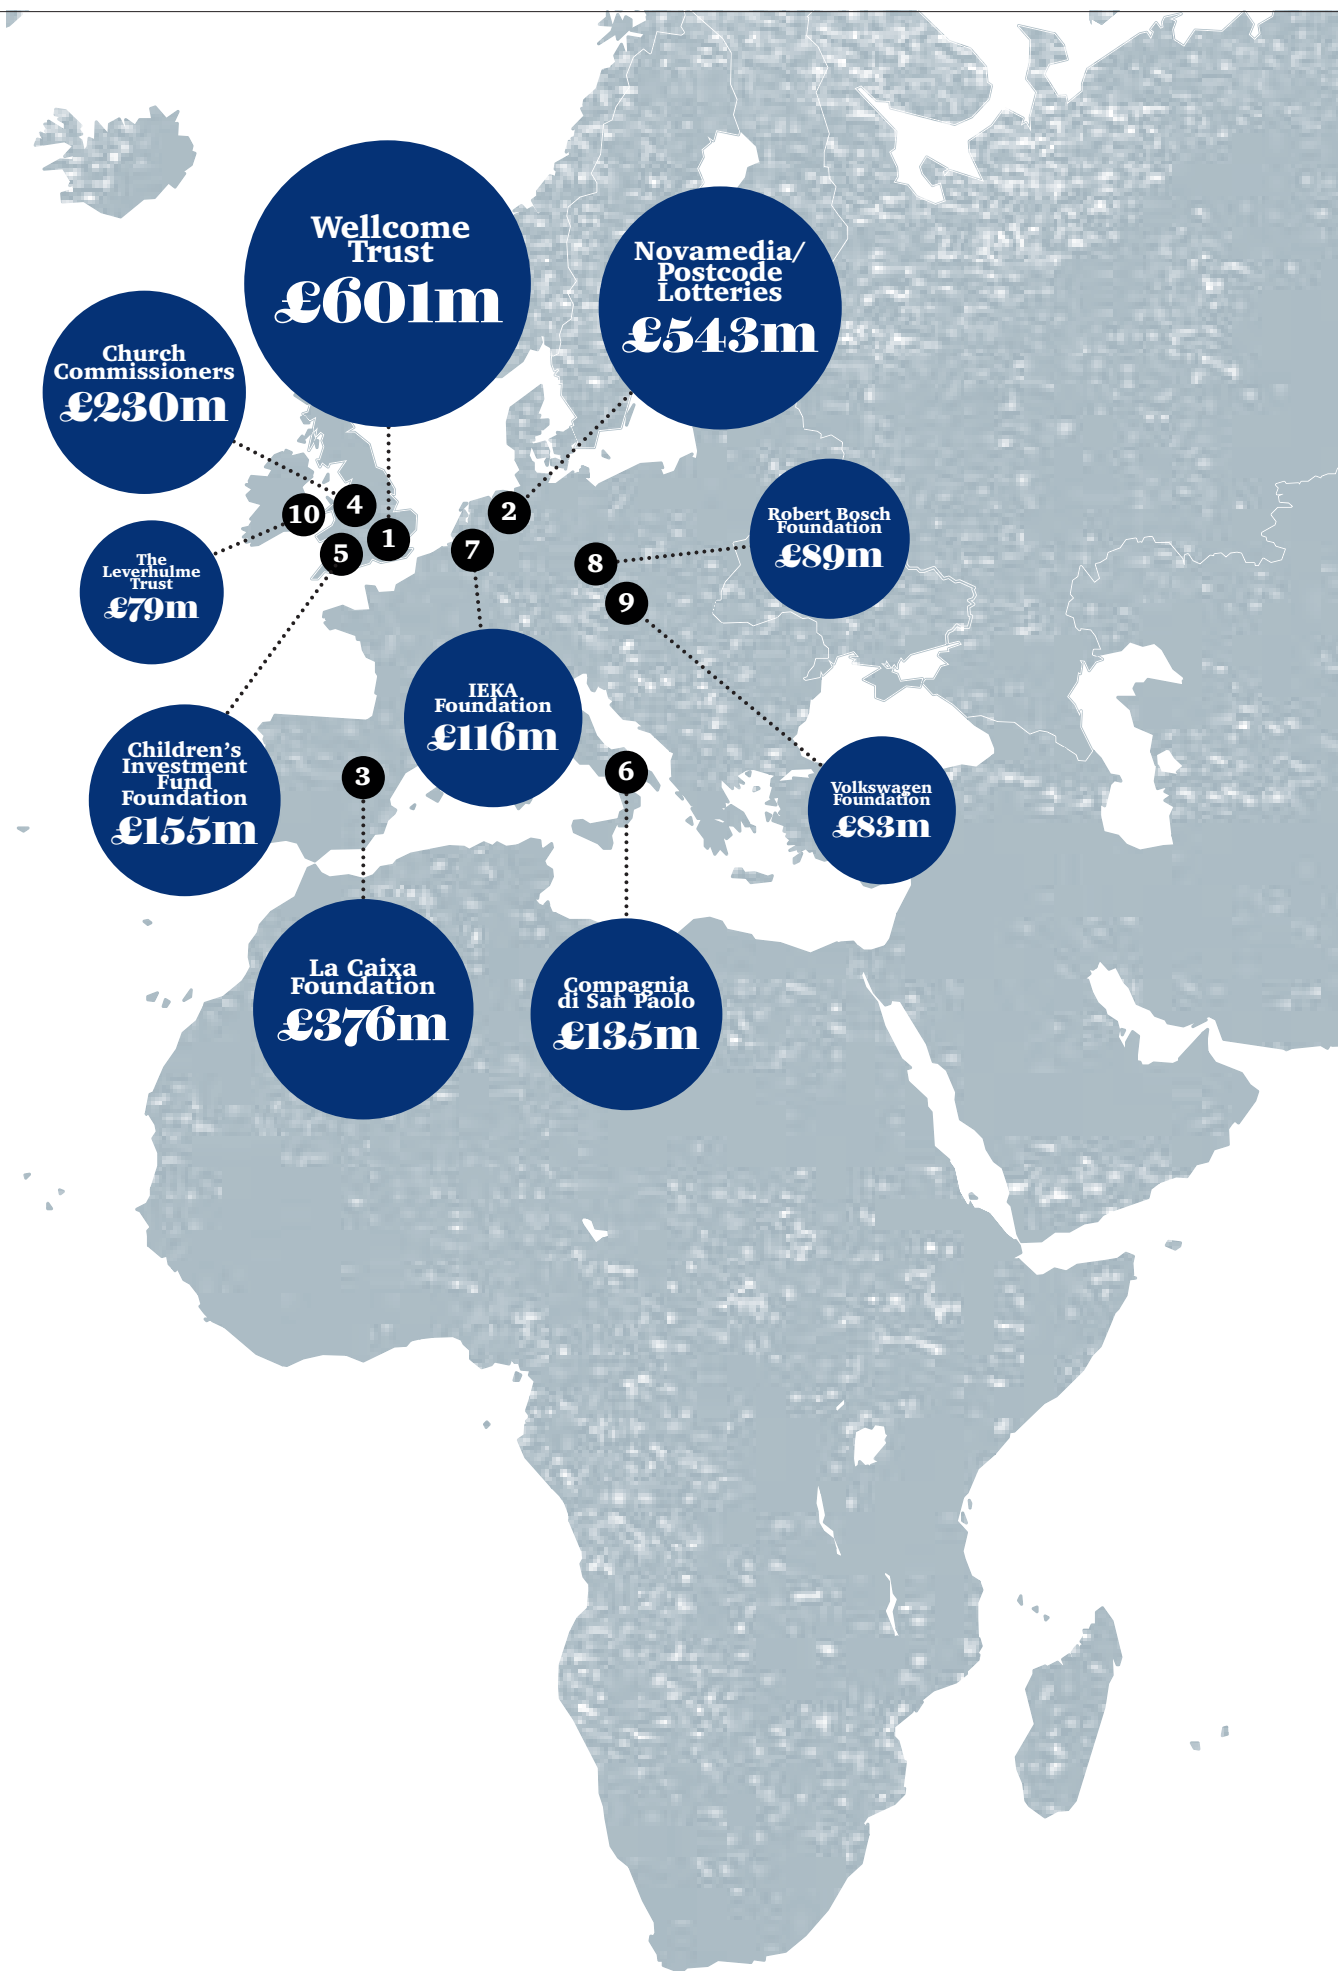 Wellcome
Trust
£601m
Novamedia/
Postcode
Lotteries
£543m
Church
Commissioners
£230m
10
4
1
5
2
7
8
9
Robert Bosch
Foundation
£89m
The
Leverhulme
Trust
£79m
IEKA
Foundation
£116m
Children's
Investment
Fund
Foundation
£155m
3
6
Volkswagen
Foundation
£83m
La Caixa
Foundation
£376m
Compagnia
di San Paolo
£135m